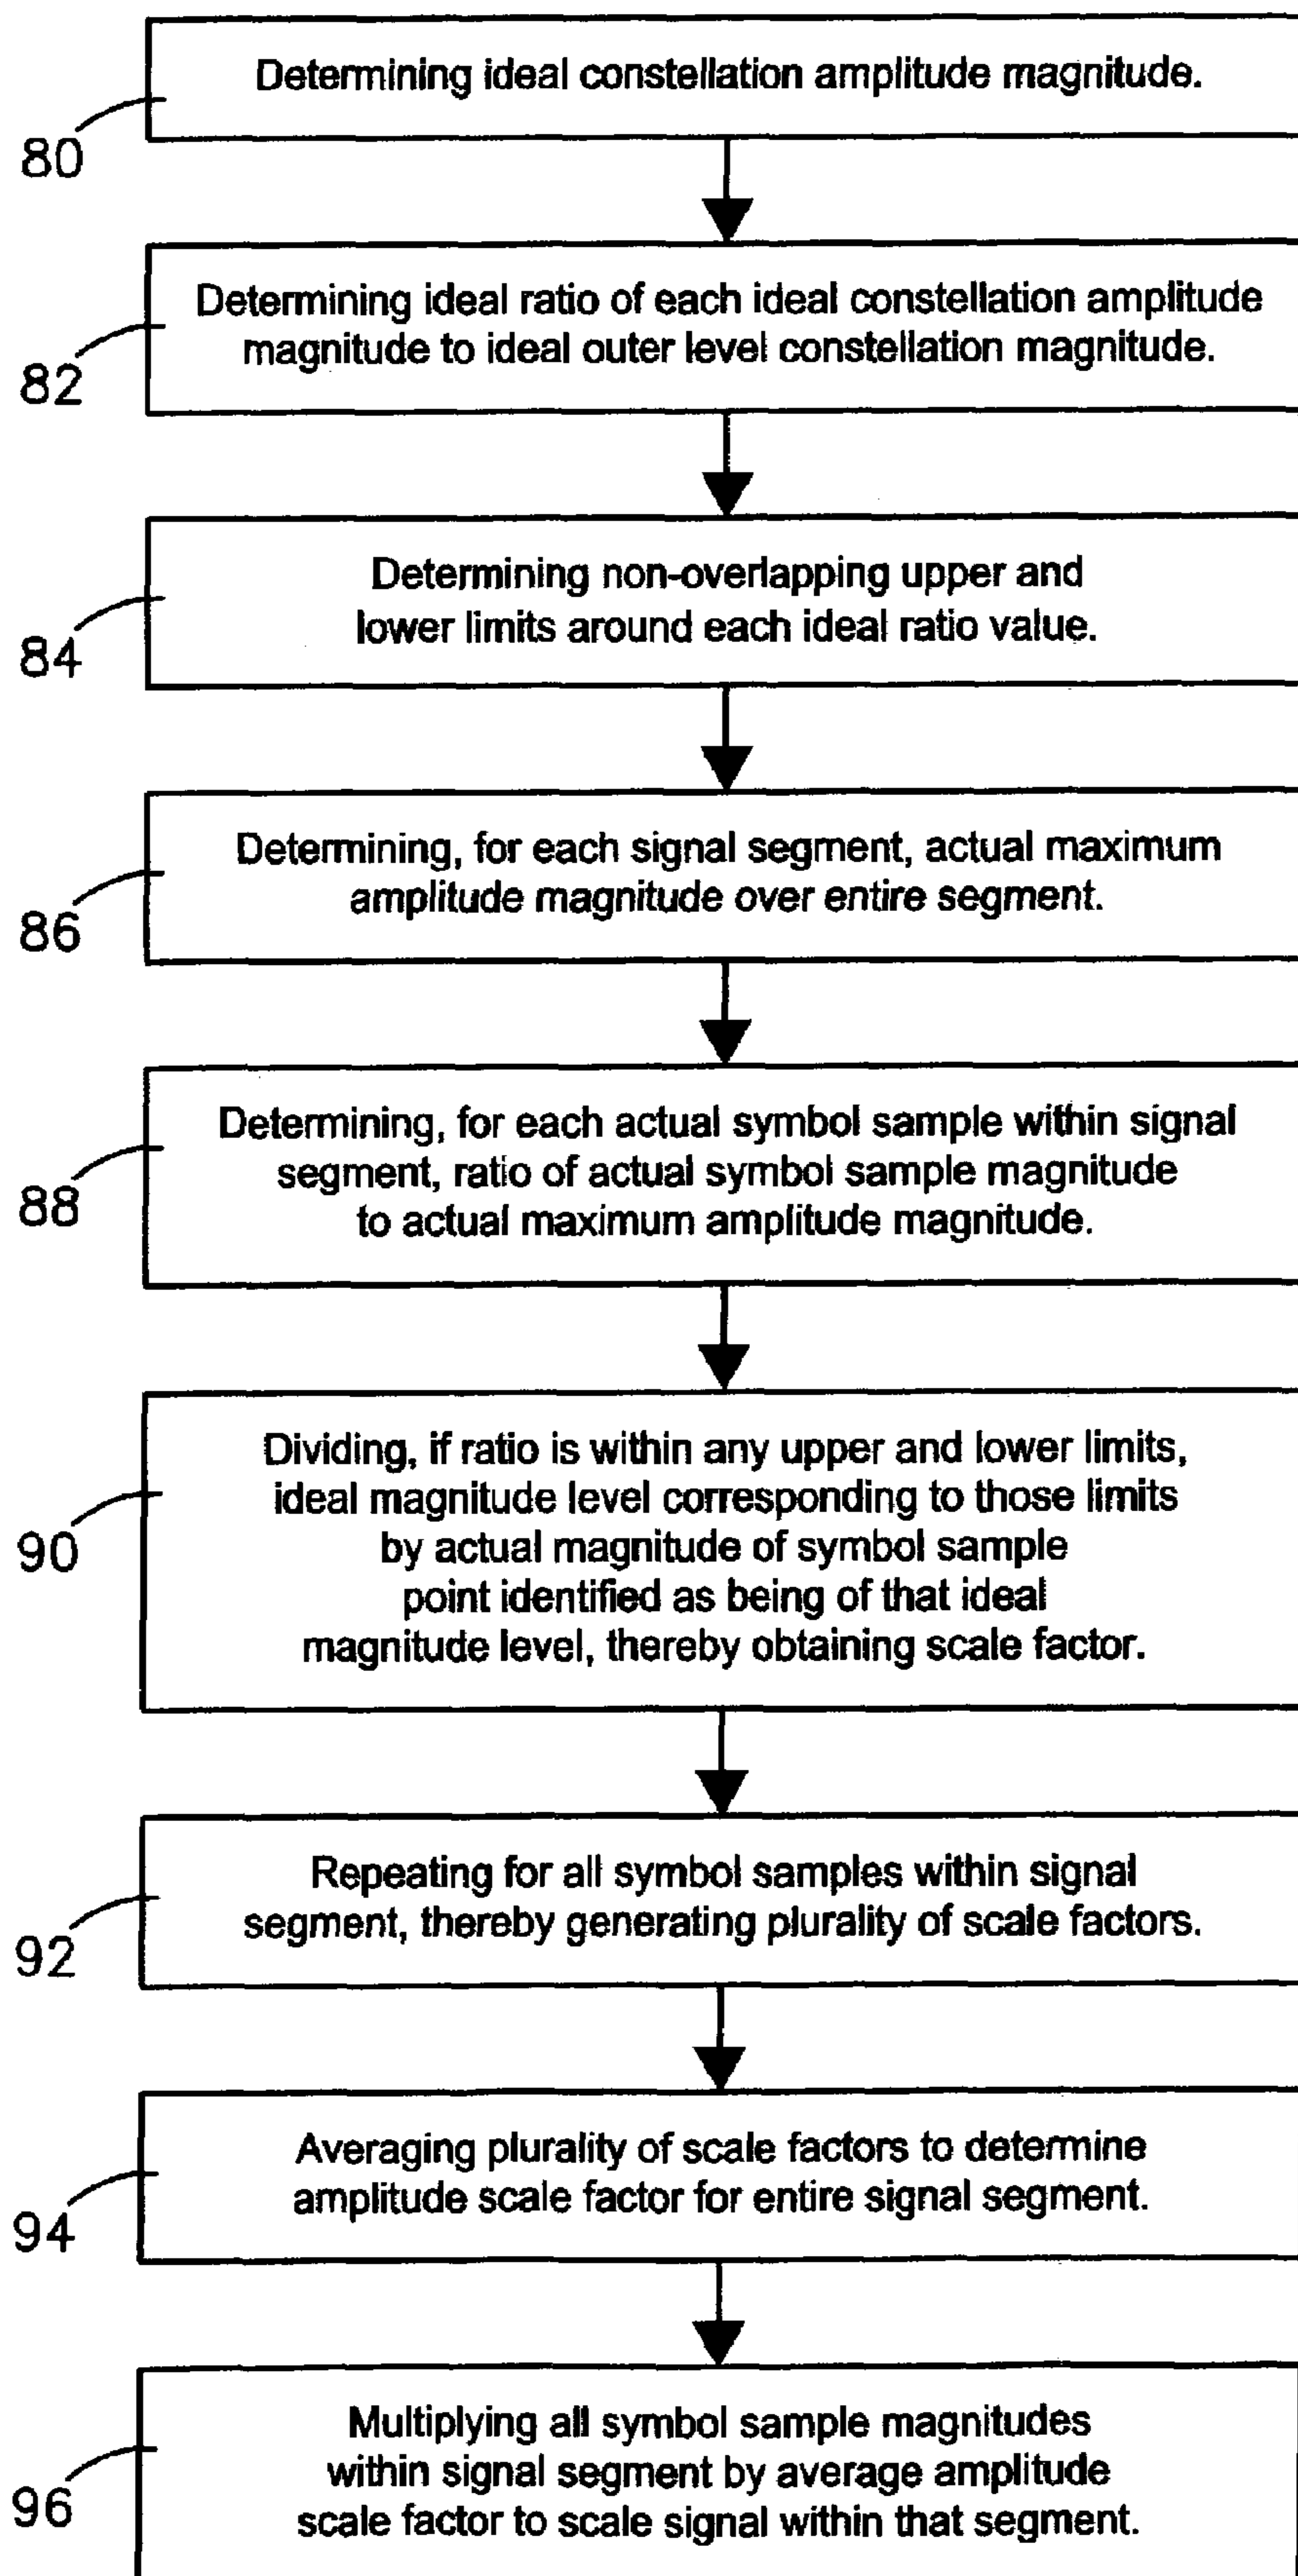 Determining ideal constellation amplitude magnitude.
80
Determining ideal ratio of each ideal constellation amplitude
magnitude to ideal outer level constellation magnitude.
82
Determining non-overlapping upper and
lower limits around each ideal ratio value.
84
Determining, for each signal segment, actual maximum
amplitude magnitude over entire segment.
86
Determining, for each actual symbol sample within signal
segment, ratio of actual symbol sample magnitude
to actual maximum amplitude magnitude.
88
Dividing, if ratio is within any upper and lower limits,
ideal magnitude level corresponding to those limits
by actual magnitude of symbol sample
point identified as being of that ideal
magnitude level, thereby obtaining scale factor.
90
Repeating for all symbol samples within signal
segment, thereby generating plurality of scale factors.
92
Averaging plurality of scale factors to determine
amplitude scale factor for entire signal segment.
94
Multiplying all symbol sample magnitudes
within signal segment by average amplitude
scale factor to scale signal within that segment.
96